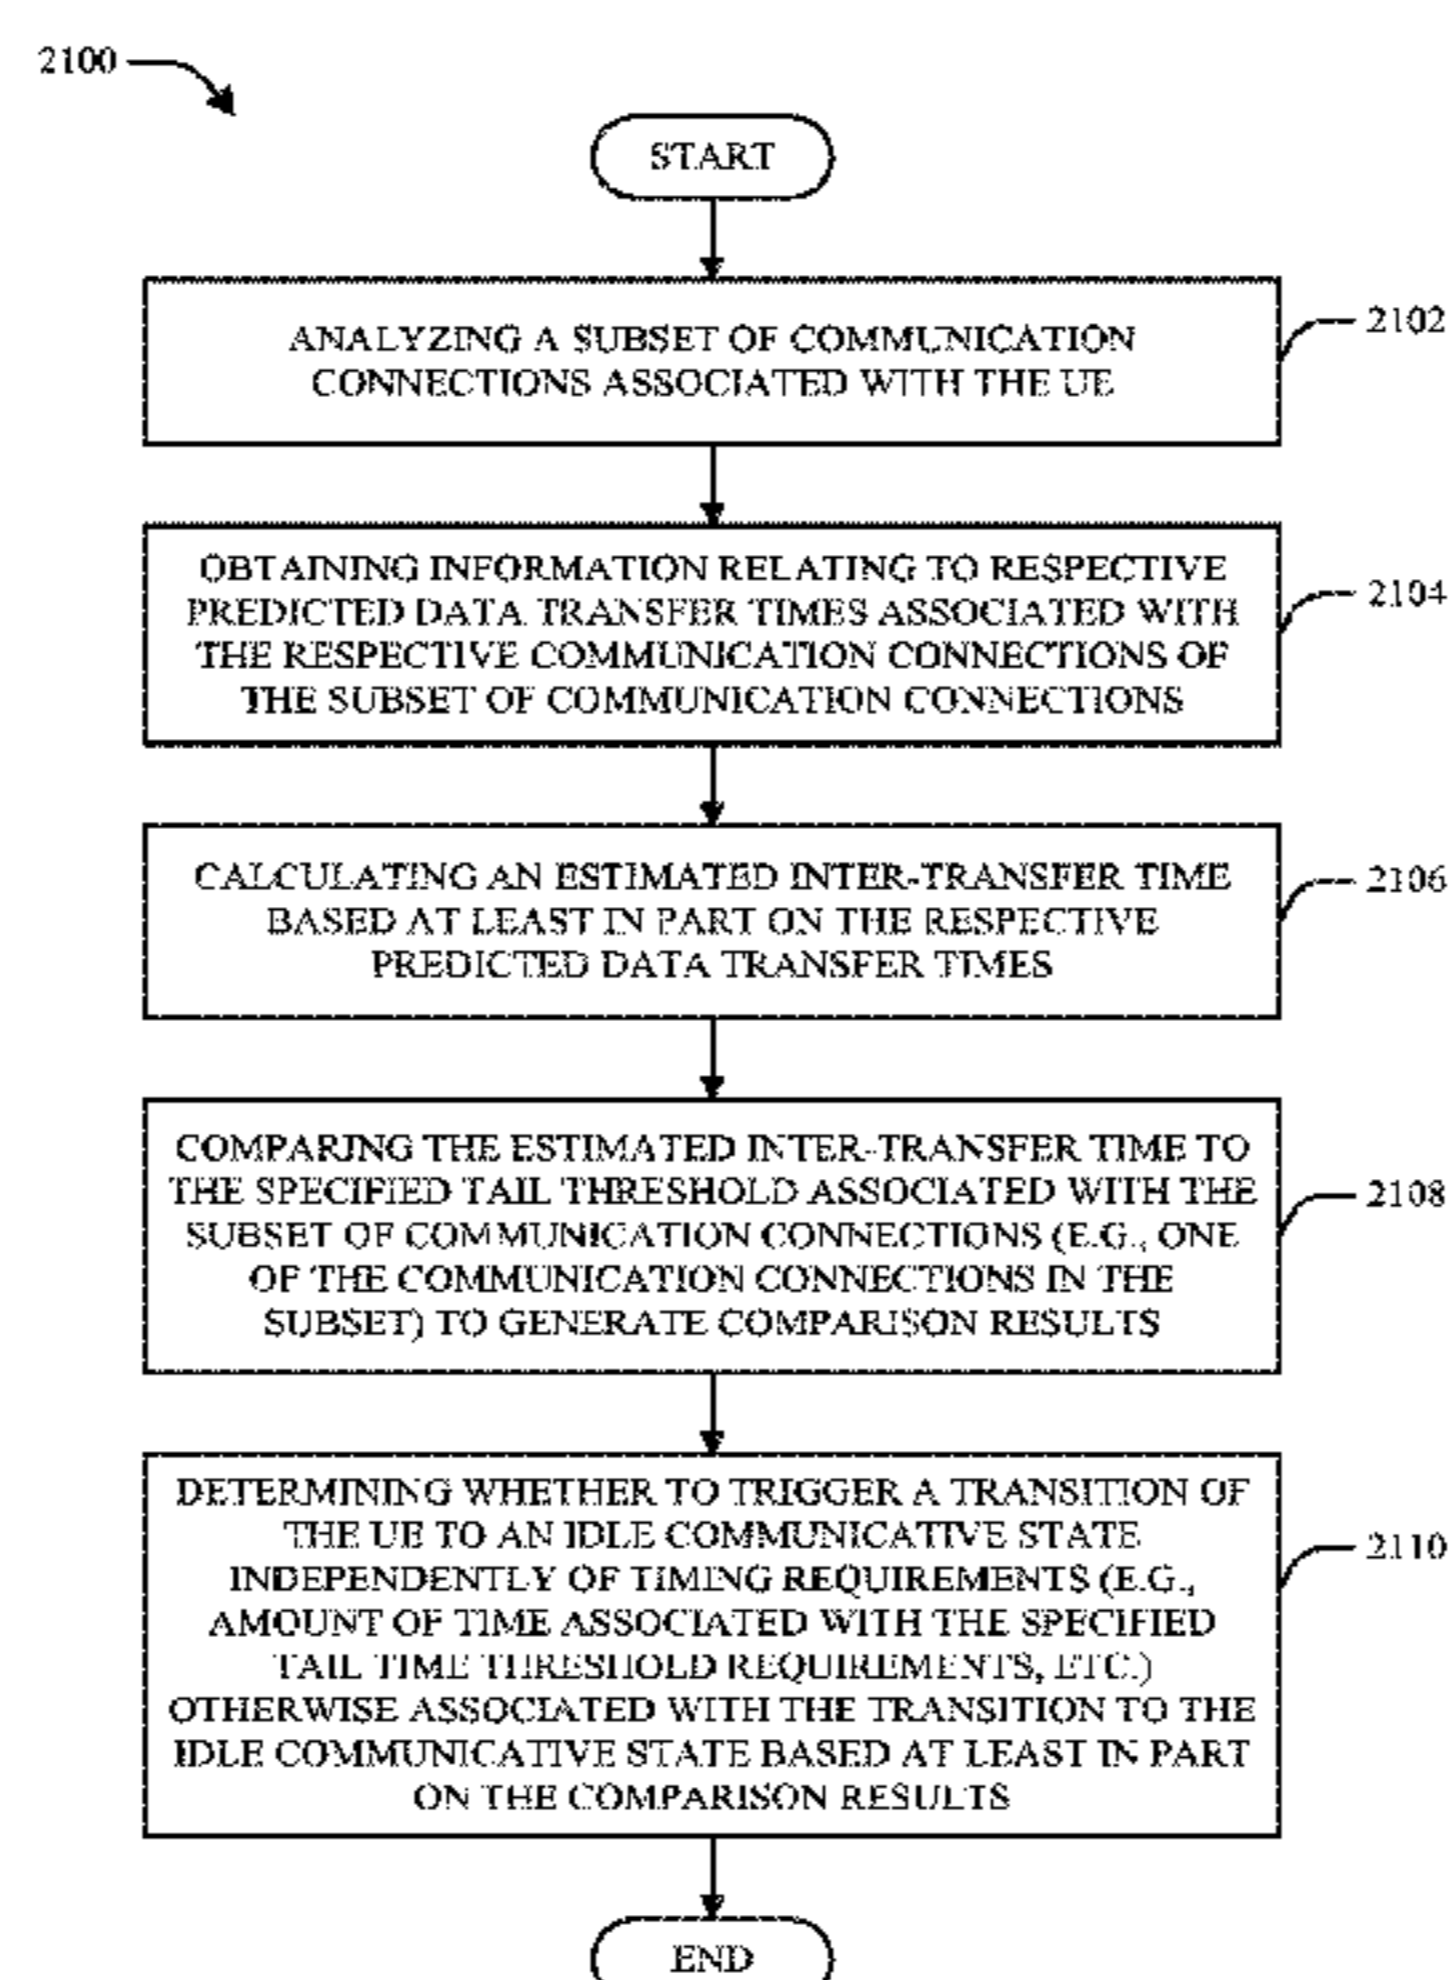 2100
START
ANALYZING A SUBSET OF COMMUNICATION
CONNECTIONS ASSOCIATED WITH THE UE
2102
OBTAINING INFORMATION RELATING TO RESPECTIVE
PREDICTED DATA TRANSFER TIMES ASSOCIATED WITH
THE RESPECTIVE COMMUNICATION CONNECTIONS OF
THE SUBSET OF COMMUNICATION CONNECTIONS
2104
CALCULATING AN ESTIMATED INTER-TRANSFER TIME
BASED AT LEAST IN PART ON THE RESPECTIVE
PREDICTED DATA TRANSFER TIMES
2106
COMPARING THE ESTIMATED INTER-TRANSFER TIME TO
THE SPECIFIED TAIL THRESHOLD ASSOCIATED WITH THE
SUBSET OF COMMUNICATION CONNECTIONS (E.G., ONE
OF THE COMMUNICATION CONNECTIONS IN THE
SUBSET) TO GENERATE COMPARISON RESULTS
2108
DETERMINING WHETHER TO TRIGGER A TRANSITION OF
THE UE TO AN IDLE COMMUNICATIVE STATE
INDEPENDENTLY OF TIMING REQUIREMENTS (E.G.,
AMOUNT OF TIME ASSOCIATED WITH THE SPECIFIED
TAIL TIME THRESHOLD REQUIREMENTS, ETC.)
OTHERWISE ASSOCIATED WITH THE TRANSITION TO THE
IDLE COMMUNICATIVE STATE BASED AT LEAST IN PART
ON THE COMPARISON RESULTS
2110
END